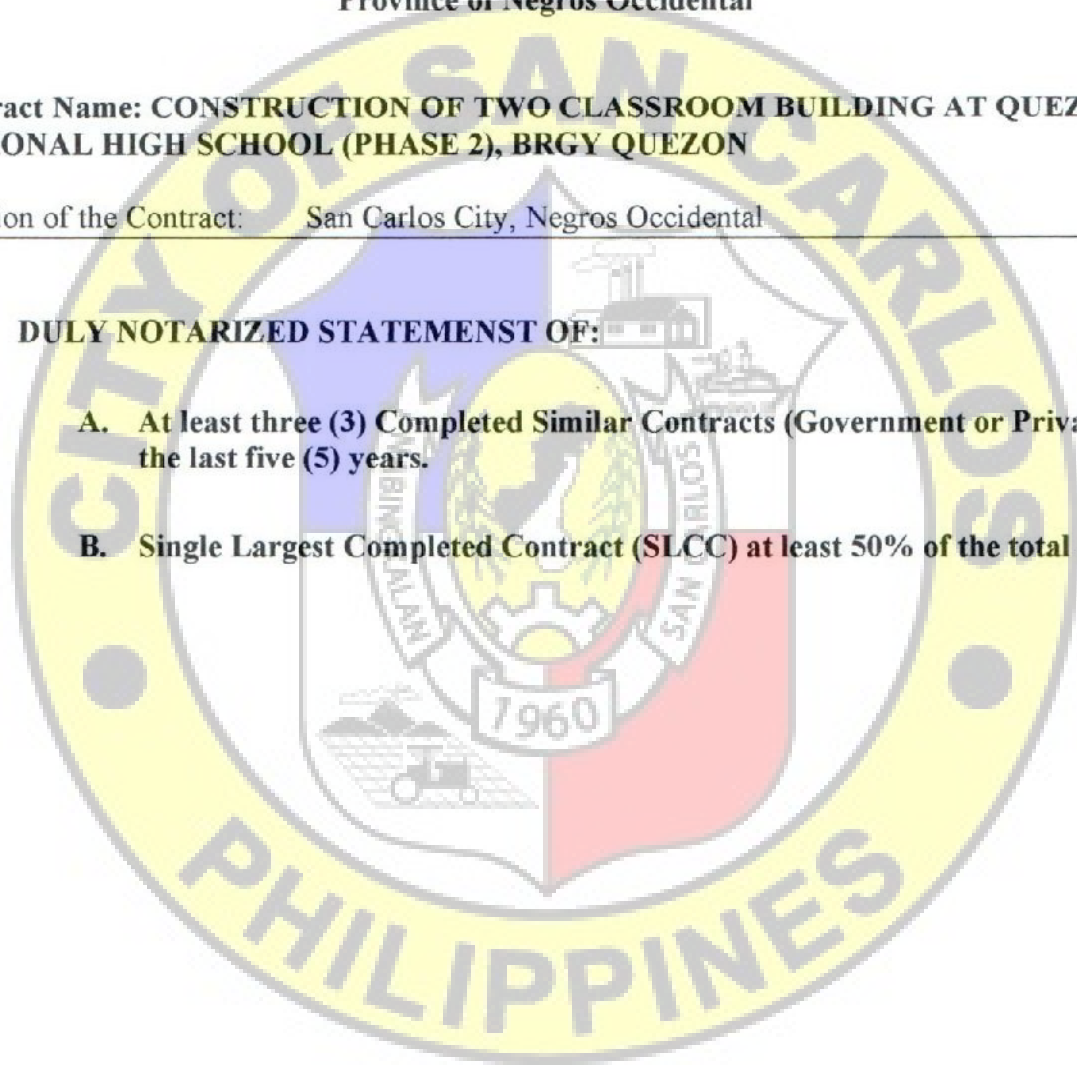 Province of Negros Occidental
ract Name: CONSTRUCTION OF TWO CLASSROOM BUILDING AT QUEZ
ONAL HIGH SCHOOL (PHASE 2), BRGY QUEZON
ion of the Contract: San Carlos City, Negros Occidental
DULY NOTARIZED STATEMENST OF:
A. At least three (3) Completed Similar Contracts (Government or Priva
the last five (5) years.
B. Single Largest Completed Contract (SLCC) at least 50% of the total
CITY OF SAN CARLOS
SAN CARLOS
1960
PHILIPPINES